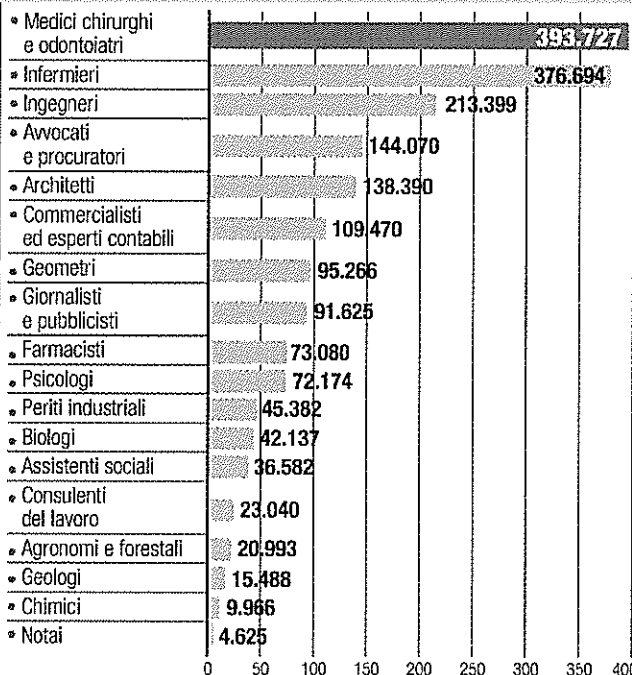 • Medici chirurghi
e odontoiatri
393.727
• Infermieri 376.694
• Ingegneri 213.399
• Avvocati
e procuratori
144.070
• Architetti 138.390
• Commercialisti
ed esperti contabili
109.470
• Geometri 95.266
• Giornalisti
e pubblicisti
91.625
• Farmacisti 73.080
• Psicologi 72.174
• Periti industriali 45.382
• Biologi 42.137
• Assistenti sociali 36.582
• Consulenti
del lavoro
23.040
• Agronomi e forestali 20.993
• Geologi 15.488
• Chimici 9.966
• Notai 4.625
0 50 100 150 200 250 300 350 400